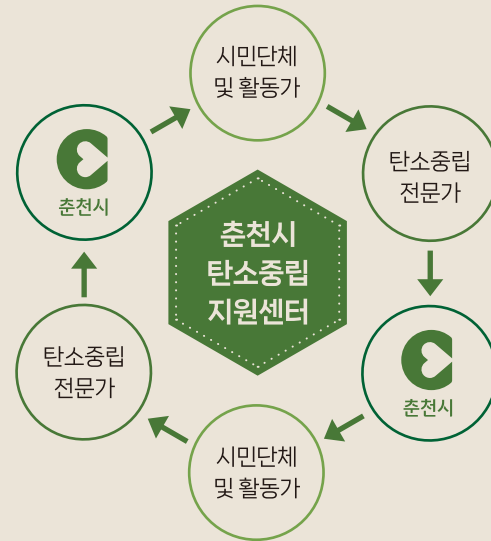 시민단체
및 활동가
탄소중립
전문가
춘천시
시민단체
및 활동가
탄소중립
전문가
춘천시
춘천시
탄소중립
지원센터